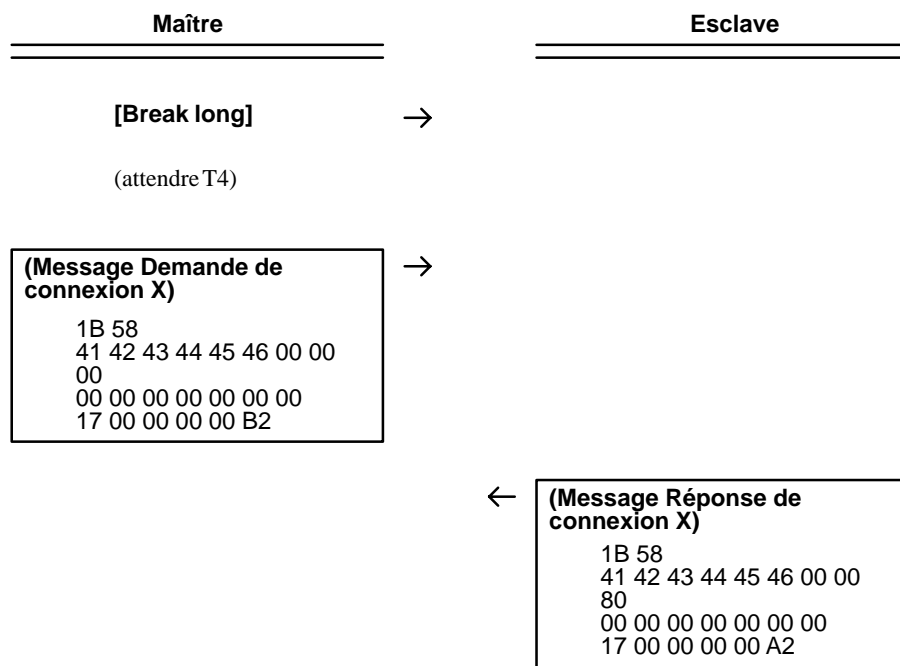 Maître Esclave
[Break long] →
(attendre T4)
(Message Demande de →
connexion X)
1B 58
41 42 43 44 45 46 00 00
00
00 00 00 00 00 00 00
17 00 00 00 00 B2
← (Message Réponse de
connexion X)
1B 58
41 42 43 44 45 46 00 00
80
00 00 00 00 00 00 00
17 00 00 00 00 A2